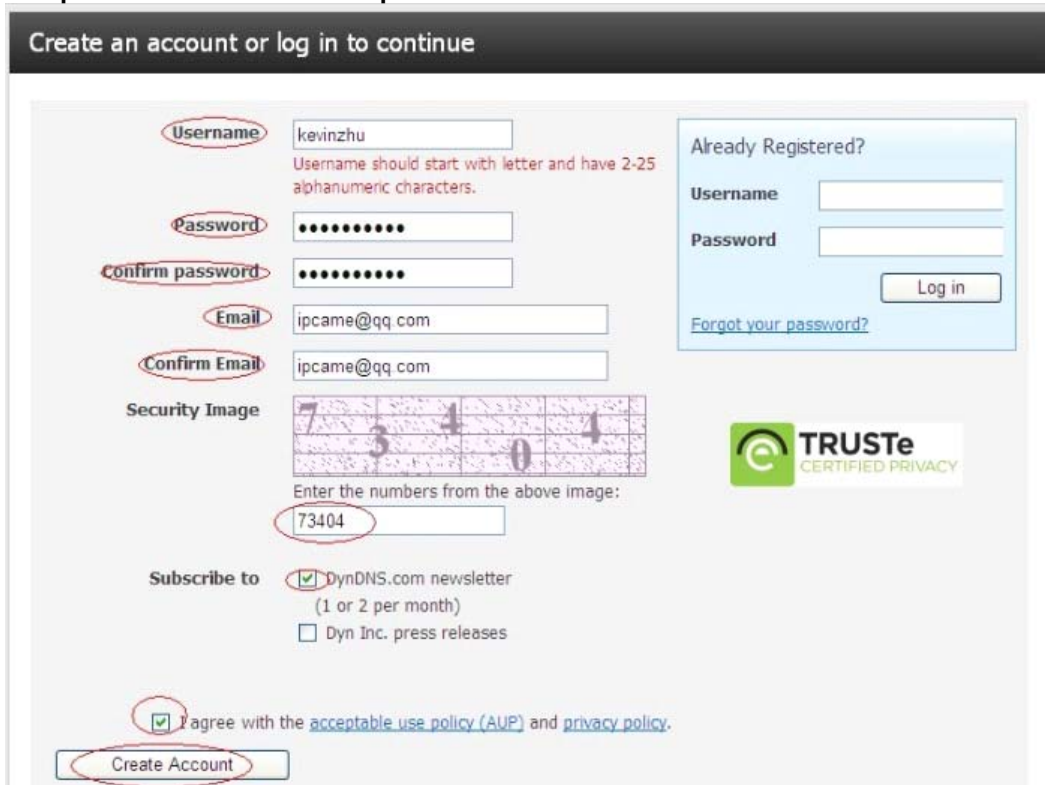 Create an account or log in to continue
Username
kevinzhu
Username should start with letter and have 2-25
alphanumeric characters.
Password
••••••••••
Confirm password
••••••••••
Email
ipcame@qq.com
Confirm Email
ipcame@qq.com
Security Image
7 3 4 0 4
Enter the numbers from the above image:
73404
Subscribe to
DynDNS.com newsletter
(1 or 2 per month)
Dyn Inc. press releases
I agree with the acceptable use policy (AUP) and privacy policy.
Create Account
Already Registered?
Username
Password
Log in
Forgot your password?
TRUSTe
CERTIFIED PRIVACY